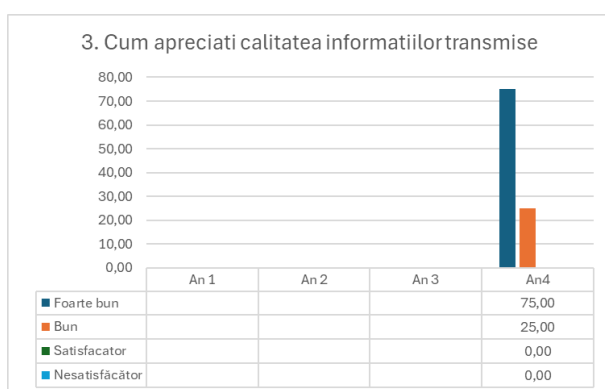 3. Cum apreciati calitatea informatiilor transmise
80,00
70,00
60,00
50,00
40,00
30,00
20,00
10,00
0,00
An 1 An 2 An 3 An4
Foarte bun 75,00
Bun 25,00
Satisfacator 0,00
Nesatisfăcător 0,00